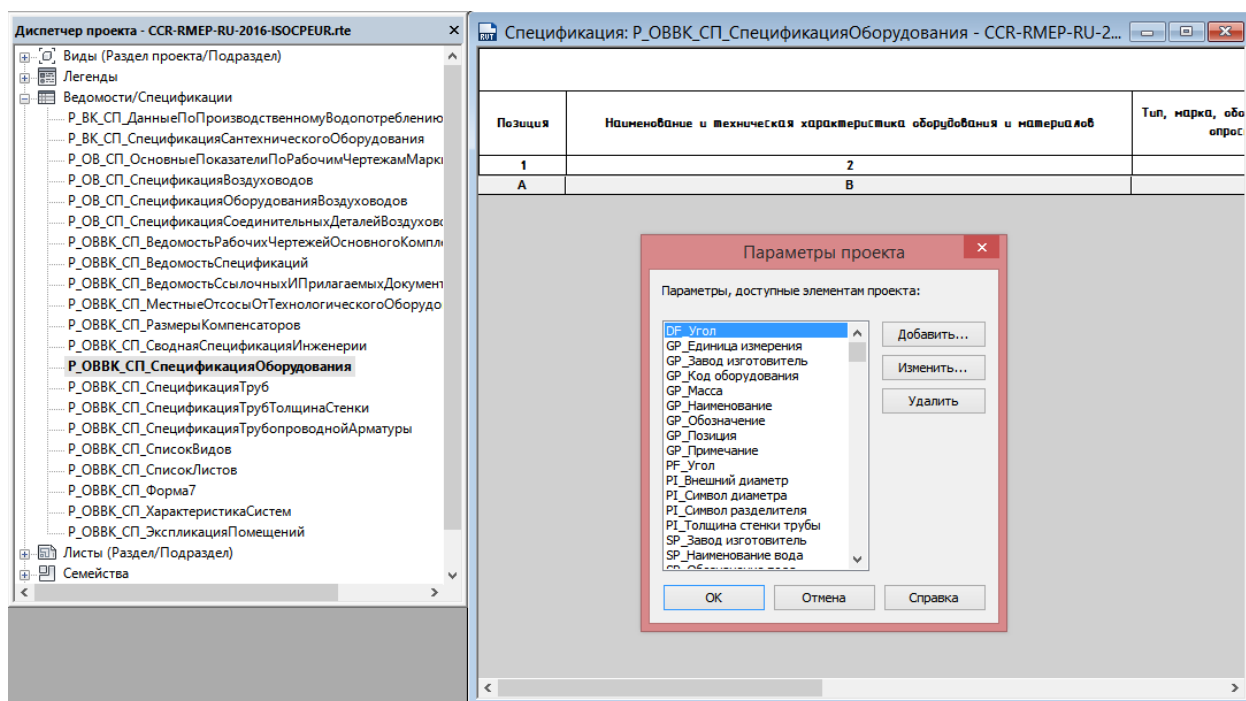 Диспетчер проекта - CCR-RMEP-RU-2016-ISOCPEUR.rte
Виды (Раздел проекта/Подраздел)
Легенды
Ведомости/Спецификации
Р_ВК_СП_ДанныеПоПроизводственномуВодопотреблению
Р_ВК_СП_СпецификацияСантехническогоОборудования
Р_ОВ_СП_ОсновныеПоказателиПоРабочимЧертежамМарк
Р_ОВ_СП_СпецификацияВоздуховодов
Р_ОВ_СП_СпецификацияОборудованияВоздуховодов
Р_ОВ_СП_СпецификацияСоединительныхДеталейВоздухов
Р_ОВВК_СП_ВедомостьРабочихЧертежейОсновногоКомпл
Р_ОВВК_СП_ВедомостьСпецификаций
Р_ОВВК_СП_ВедомостьСсылочныхИПрилагаемыхДокумент
Р_ОВВК_СП_МестныеОтсосыОтТехнологическогоОборудо
Р_ОВВК_СП_РазмерыКомпенсаторов
Р_ОВВК_СП_СводнаяСпецификацияИнженерии
Р_ОВВК_СП_СпецификацияОборудования
Р_ОВВК_СП_СпецификацияТруб
Р_ОВВК_СП_СпецификацияТрубТолщинаСтенки
Р_ОВВК_СП_СпецификацияТрубопроводнойАрматуры
Р_ОВВК_СП_СписокВидов
Р_ОВВК_СП_СписокЛистов
Р_ОВВК_СП_Форма7
Р_ОВВК_СП_ХарактеристикаСистем
Р_ОВВК_СП_ЭкспликацияПомещений
Листы (Раздел/Подраздел)
Семейства
RVT
Спецификация: Р_ОВВК_СП_СпецификацияОборудования - CCR-RMEP-RU-2...
Позиция
Наименование и техническая характеристика оборудования и материалов
Тип, марка, обо
опрос
1
2
A
B
Параметры проекта
Параметры, доступные элементам проекта:
DF_Угол
GP_Единица измерения
GP_Завод изготовитель
GP_Код оборудования
GP_Масса
GP_Наименование
GP_Обозначение
GP_Позиция
GP_Примечание
PF_Угол
PI_Внешний диаметр
PI_Символ диаметра
PI_Символ разделителя
PI_Толщина стенки трубы
SP_Завод изготовитель
SP_Наименование вода
Добавить...
Изменить...
Удалить
ОК
Отмена
Справка